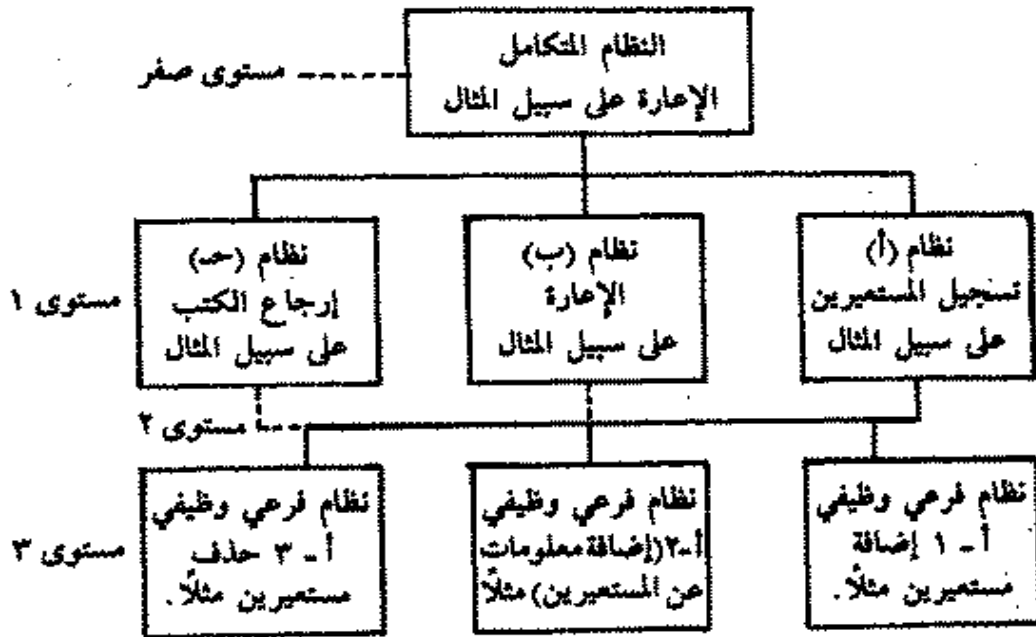 النظام المتكامل
الإعارة على سبيل المثال
مستوى صفر
نظام (أ)
تسجيل المستعيرين
على سبيل المثال
نظام (ب)
الإعارة
على سبيل المثال
نظام (حـ)
إرجاع الكتب
على سبيل المثال
مستوى ١
مستوى ٢
نظام فرعي وظيفي
أ - ١ إضافة
مستعيرين مثلاً.
نظام فرعي وظيفي
أ-٢(إضافة معلومات
عن المستعيرين) مثلاً
نظام فرعي وظيفي
أ - ٣ حذف
مستعيرين مثلاً.
مستوى ٣